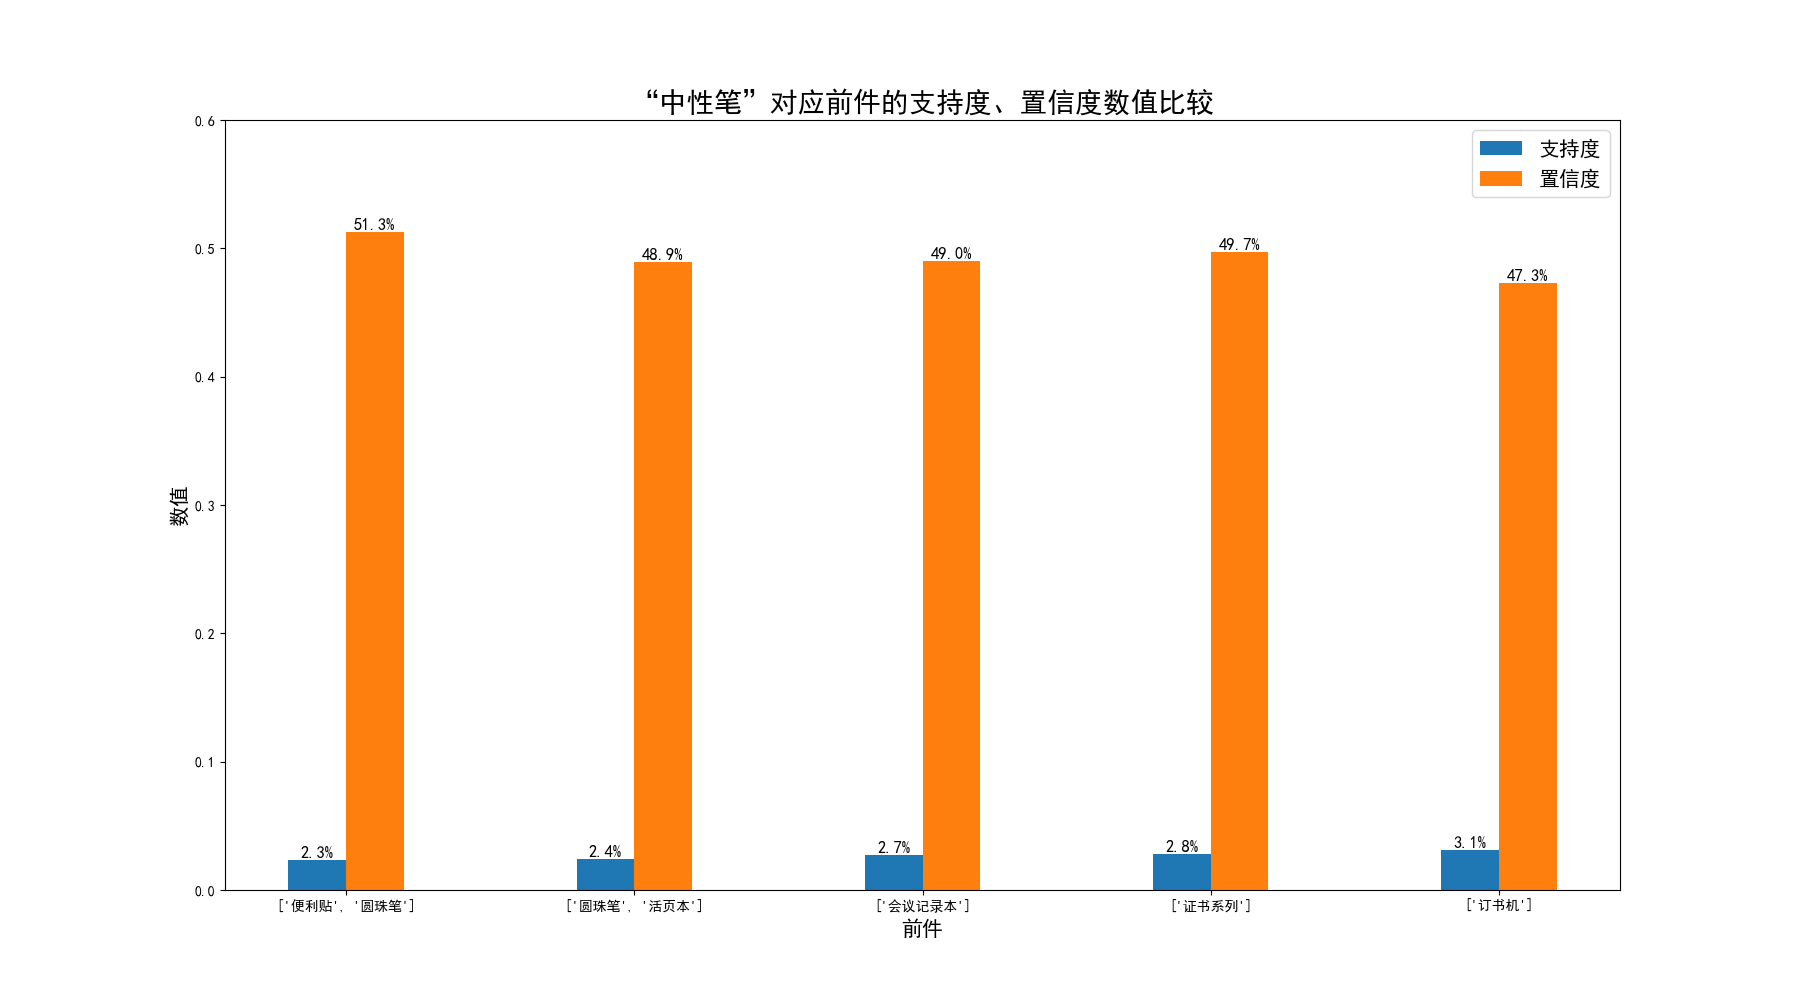 “中性笔”对应前件的支持度、置信度数值比较
支持度
置信度
数值
0.6
0.5
0.4
0.3
0.2
0.1
0.0
51.3%
48.9%
49.0%
49.7%
47.3%
2.3%
2.4%
2.7%
2.8%
3.1%
['便利贴', '圆珠笔']
['圆珠笔', '活页本']
['会议记录本']
['证书系列']
['订书机']
前件